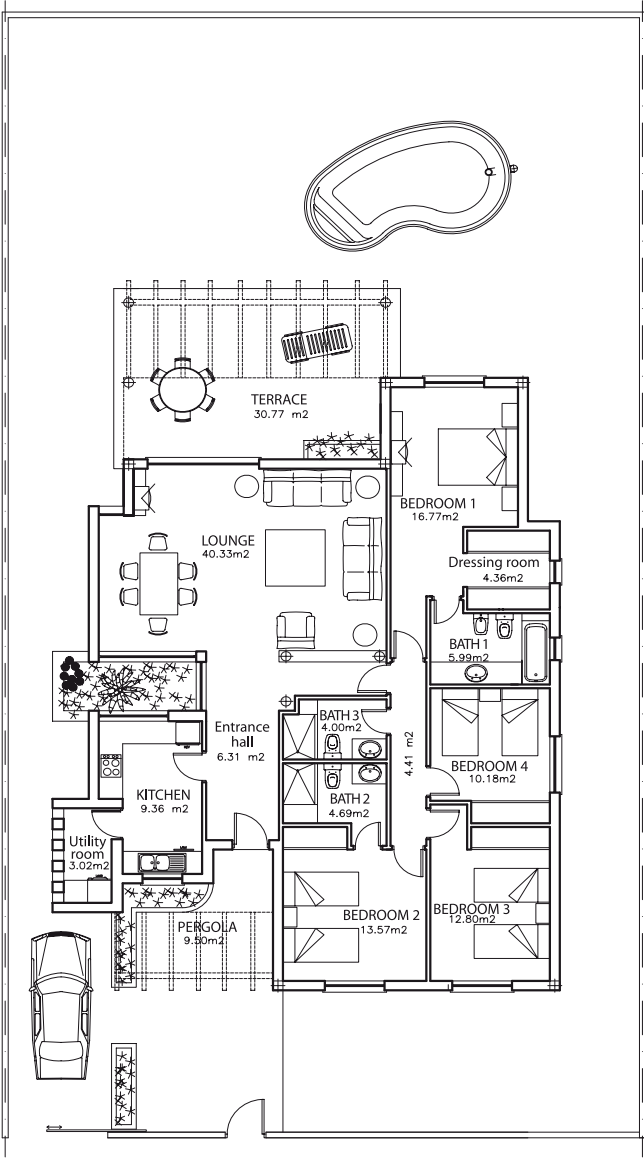 TERRACE
30.77 m2
BEDROOM 1
16.77m2
LOUNGE
40.33m2
Dressing room
4.36m2
BATH 1
5.99m2
Entrance
hall
6.31 m2
BATH 3
4.00m2
4.41 m2
BEDROOM 4
10.18m2
KITCHEN
9.36 m2
BATH 2
4.69m2
Utility
room
3.02m2
PERGOLA
9.50m2
BEDROOM 2
13.57m2
BEDROOM 3
12.80m2